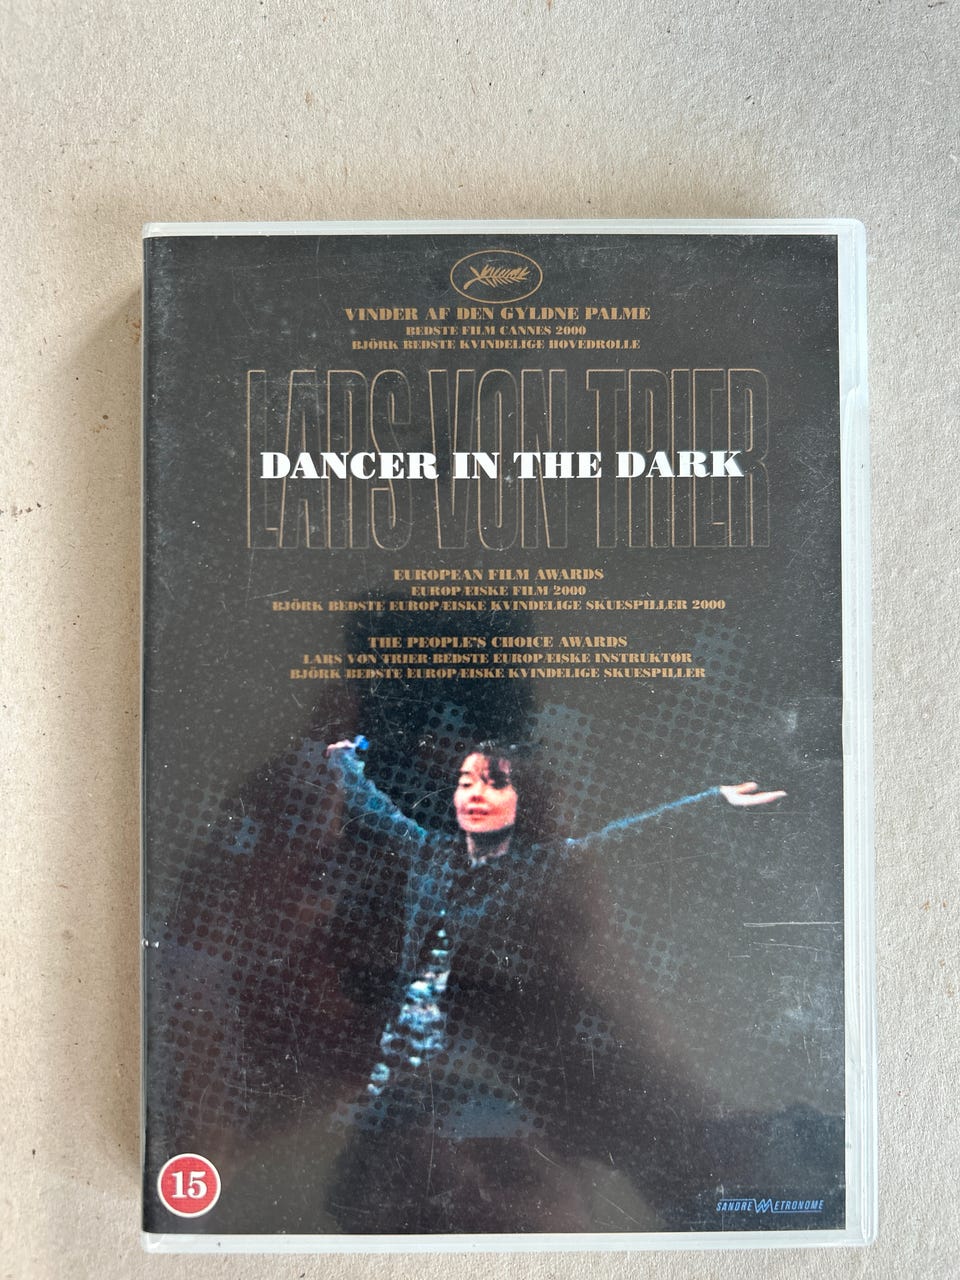 VINDER AF DEN GYLDNE PALME
BEDSTE FILM CANNES 2000
BJÖRK BEDSTE KVINDELIGE HOVEDROLLE
LARS VON TRIER
DANCER IN THE DARK
EUROPEAN FILM AWARDS
EUROPÆISKE FILM 2000
BJÖRK BEDSTE EUROPÆISKE KVINDELIGE SKUESPILLER 2000
THE PEOPLE'S CHOICE AWARDS
LARS VON TRIER BEDSTE EUROPÆISKE INSTRUKTØR
BJÖRK BEDSTE EUROPÆISKE KVINDELIGE SKUESPILLER
15
SANDREW METRONOME